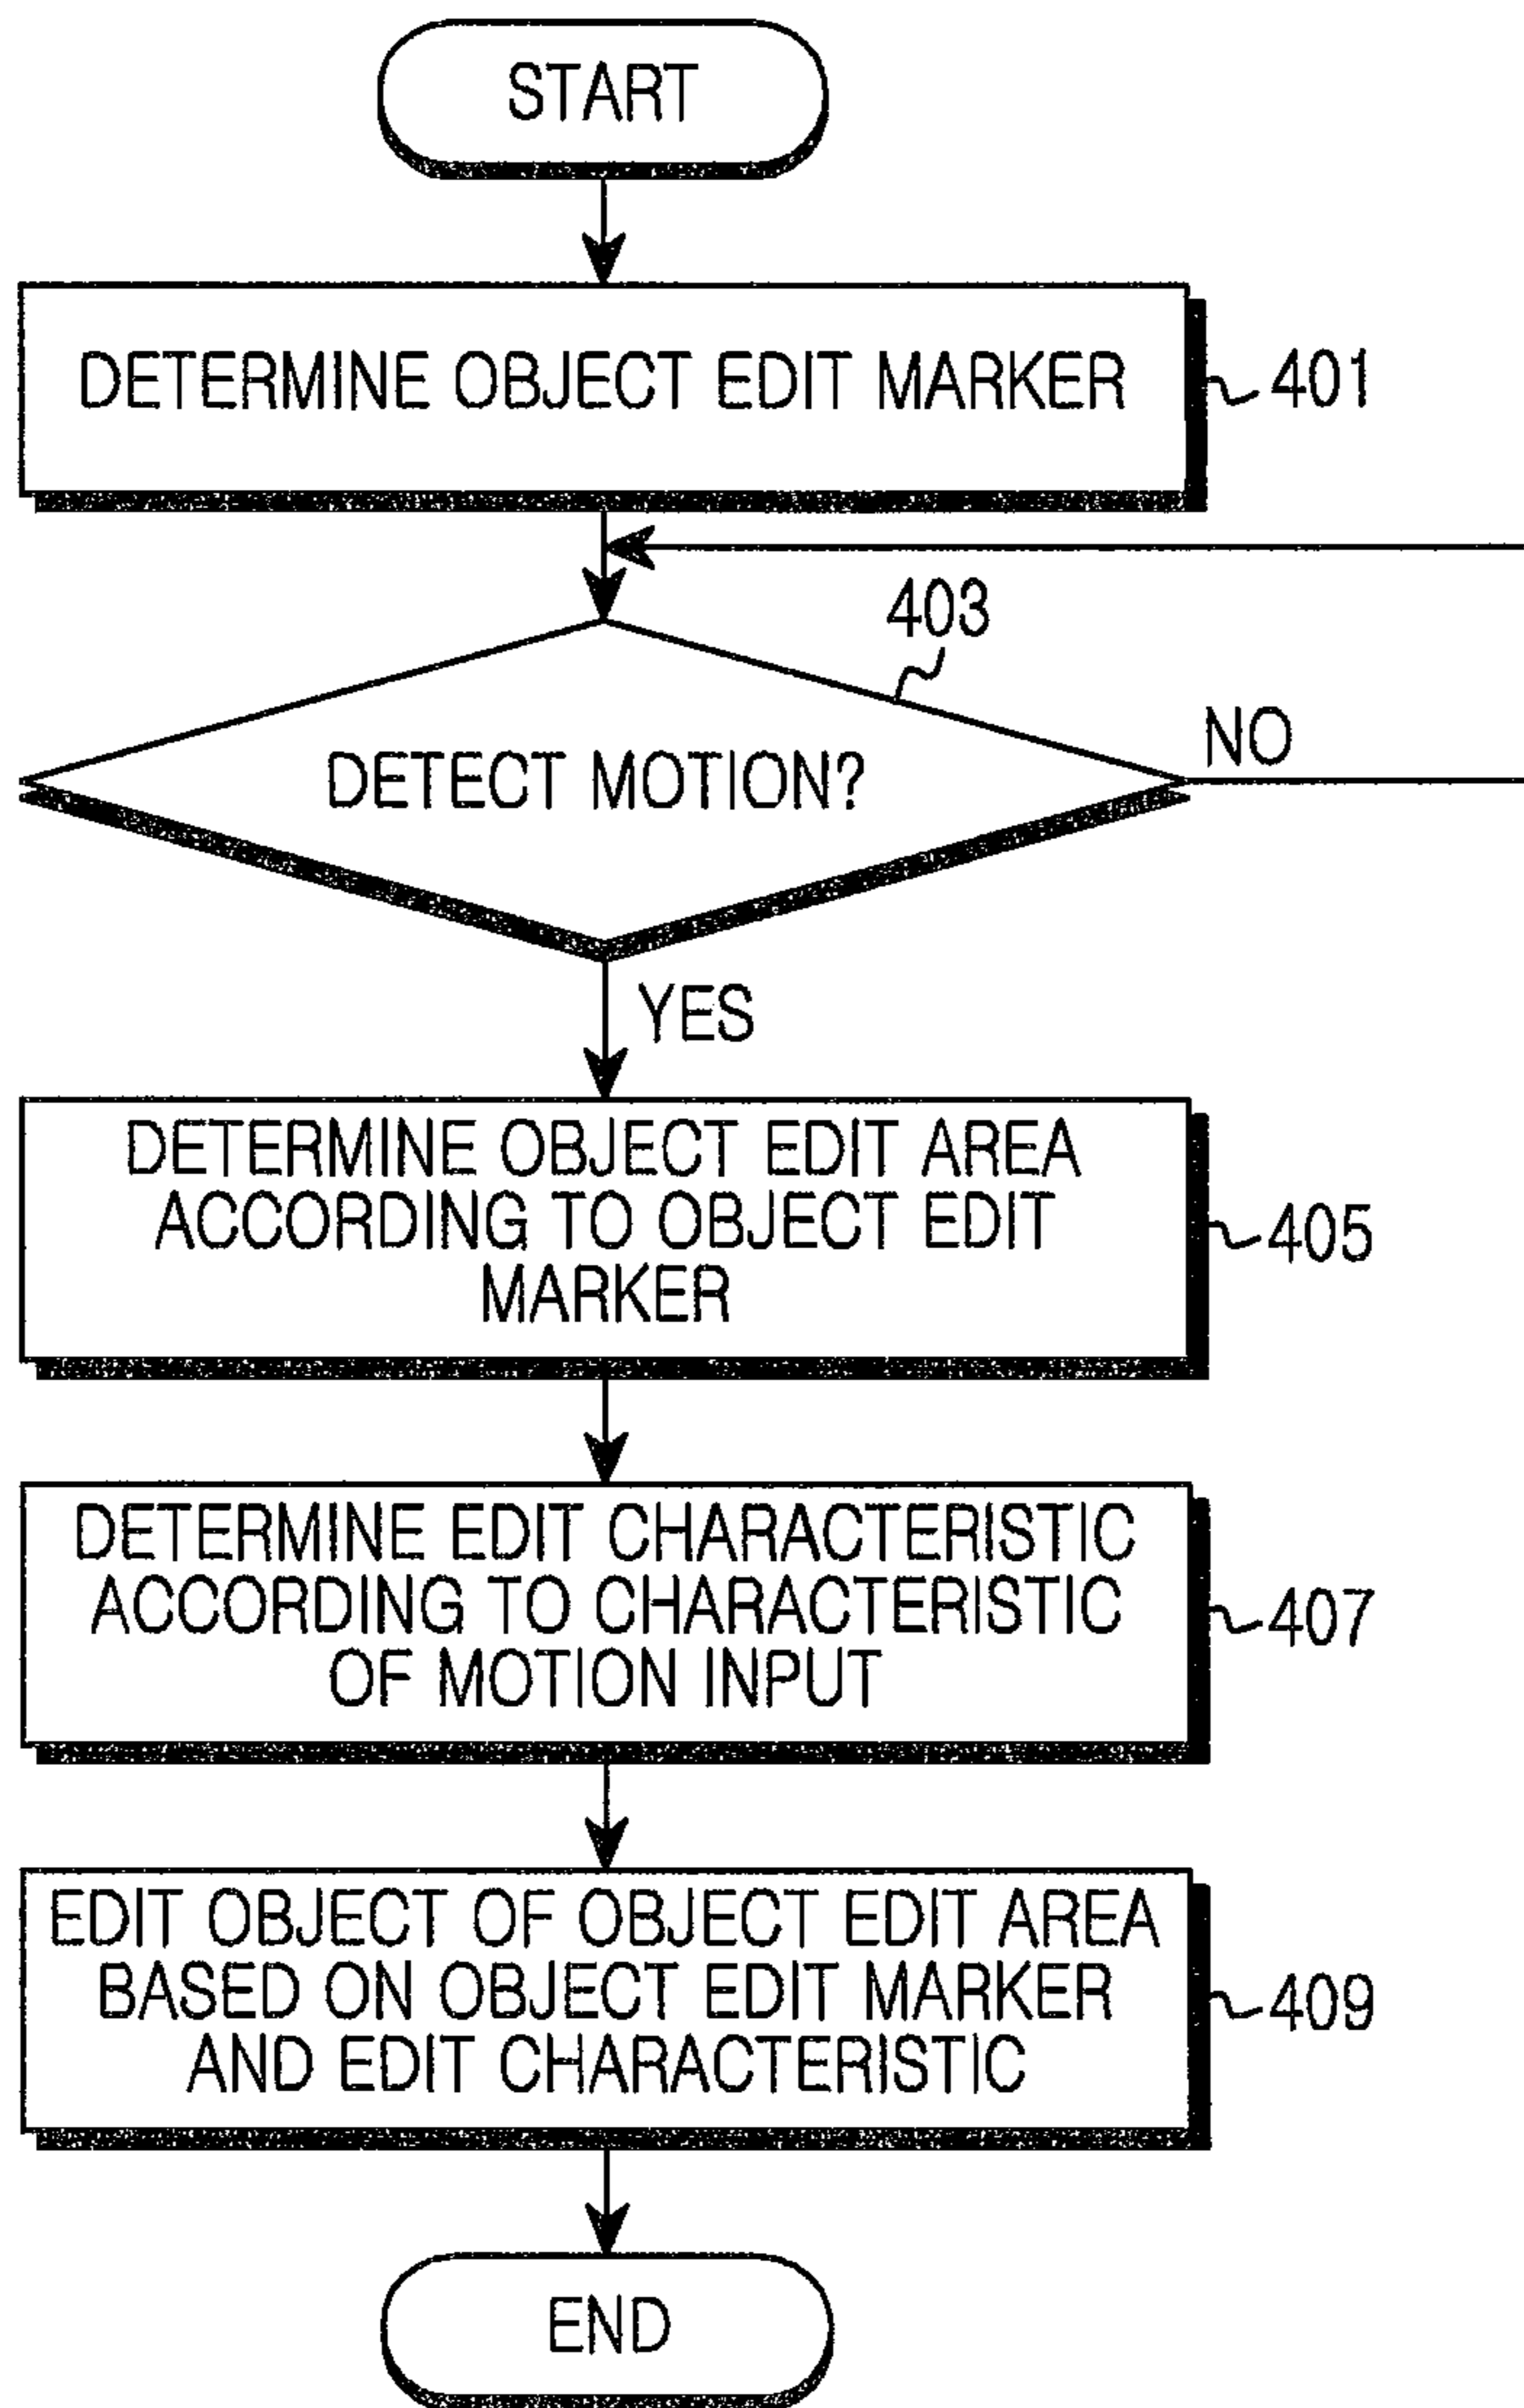 START
DETERMINE OBJECT EDIT MARKER
401
403
DETECT MOTION?
NO
YES
DETERMINE OBJECT EDIT AREA
ACCORDING TO OBJECT EDIT
MARKER
405
DETERMINE EDIT CHARACTERISTIC
ACCORDING TO CHARACTERISTIC
OF MOTION INPUT
407
EDIT OBJECT OF OBJECT EDIT AREA
BASED ON OBJECT EDIT MARKER
AND EDIT CHARACTERISTIC
409
END